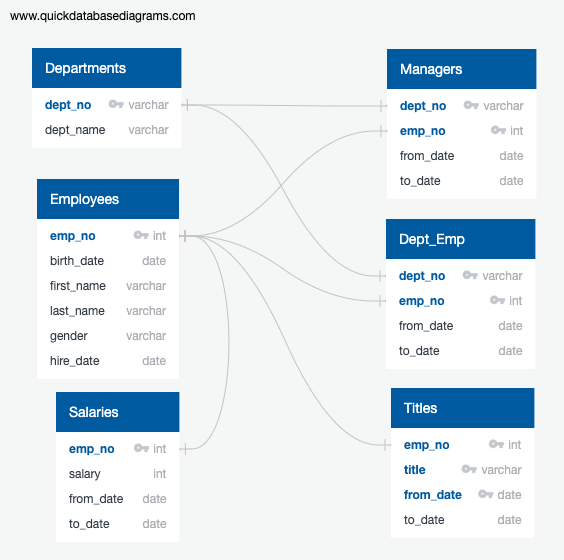 www.quickdatabasediagrams.com
Departments
dept_no varchar
dept_name varchar
Managers
dept_no varchar
emp_no int
from_date date
to_date date
Employees
emp_no int
birth_date date
first_name varchar
last_name varchar
gender varchar
hire_date date
Dept_Emp
dept_no varchar
emp_no int
from_date date
to_date date
Salaries
emp_no int
salary int
from_date date
to_date date
Titles
emp_no int
title varchar
from_date date
to_date date